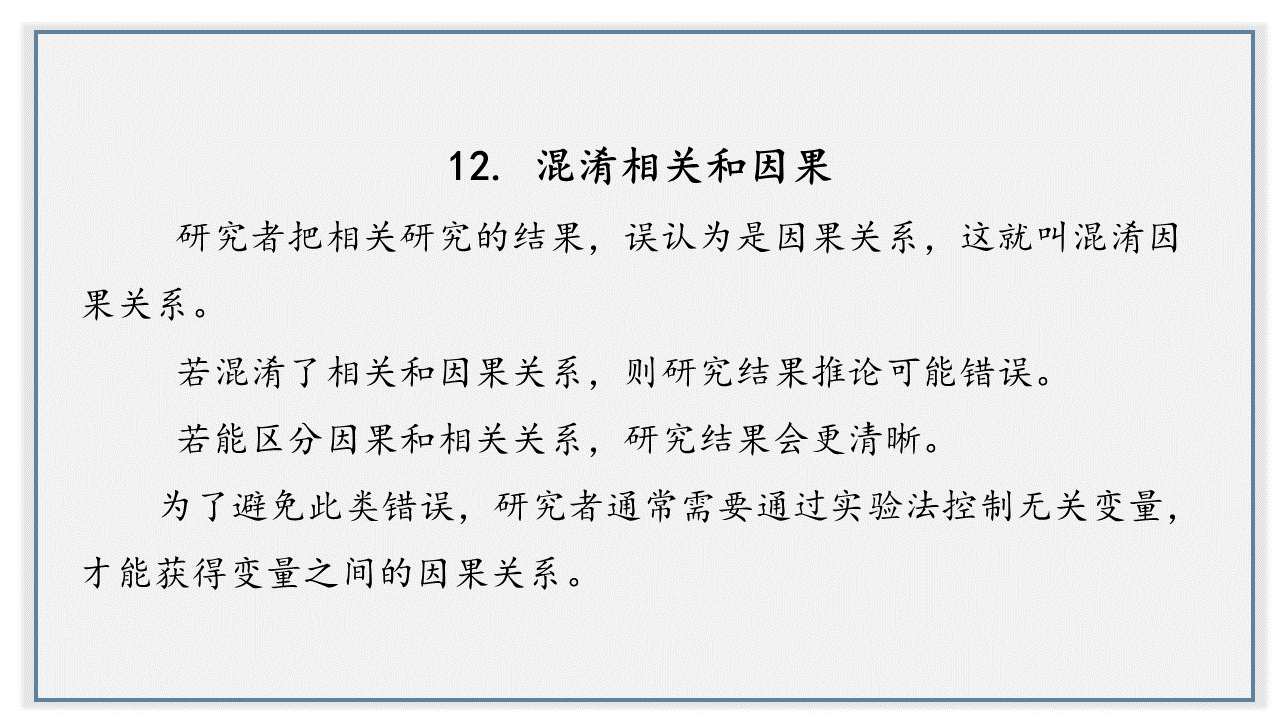 12. 混淆相关和因果
研究者把相关研究的结果，误认为是因果关系，这就叫混淆因
果关系。
若混淆了相关和因果关系，则研究结果推论可能错误。
若能区分因果和相关关系，研究结果会更清晰。
为了避免此类错误，研究者通常需要通过实验法控制无关变量，
才能获得变量之间的因果关系。